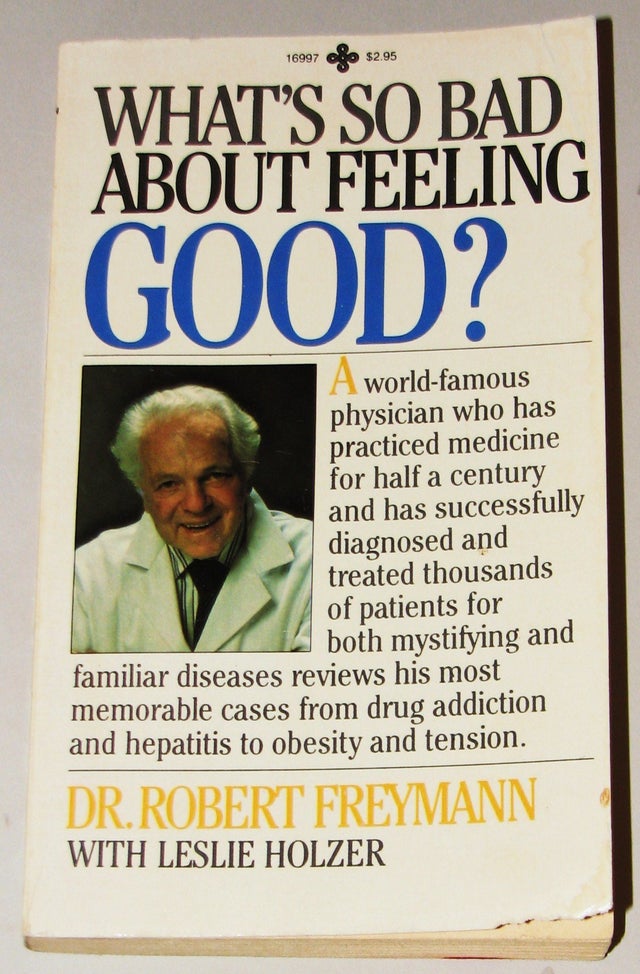 16997 $2.95
WHAT'S SO BAD
ABOUT FEELING
GOOD?
A world-famous
physician who has
practiced medicine
for half a century
and has successfully
diagnosed and
treated thousands
of patients for
both mystifying and
familiar diseases reviews his most
memorable cases from drug addiction
and hepatitis to obesity and tension.
DR. ROBERT FREYMANN
WITH LESLIE HOLZER